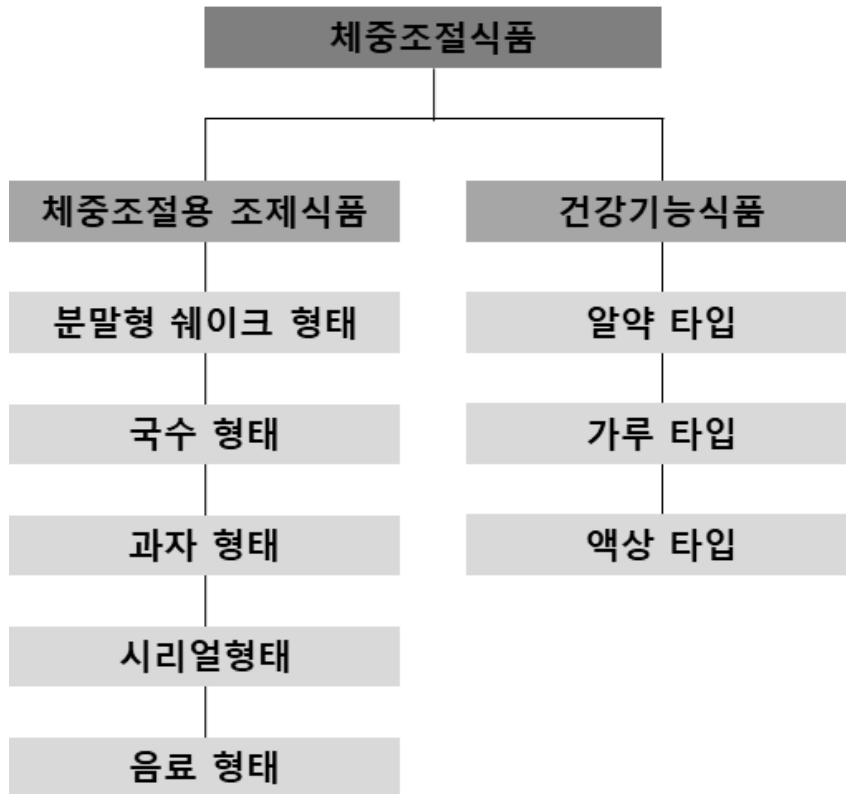 체중조절식품
체중조절용 조제식품
분말형 쉐이크 형태
국수 형태
과자 형태
시리얼형태
음료 형태
건강기능식품
알약 타입
가루 타입
액상 타입